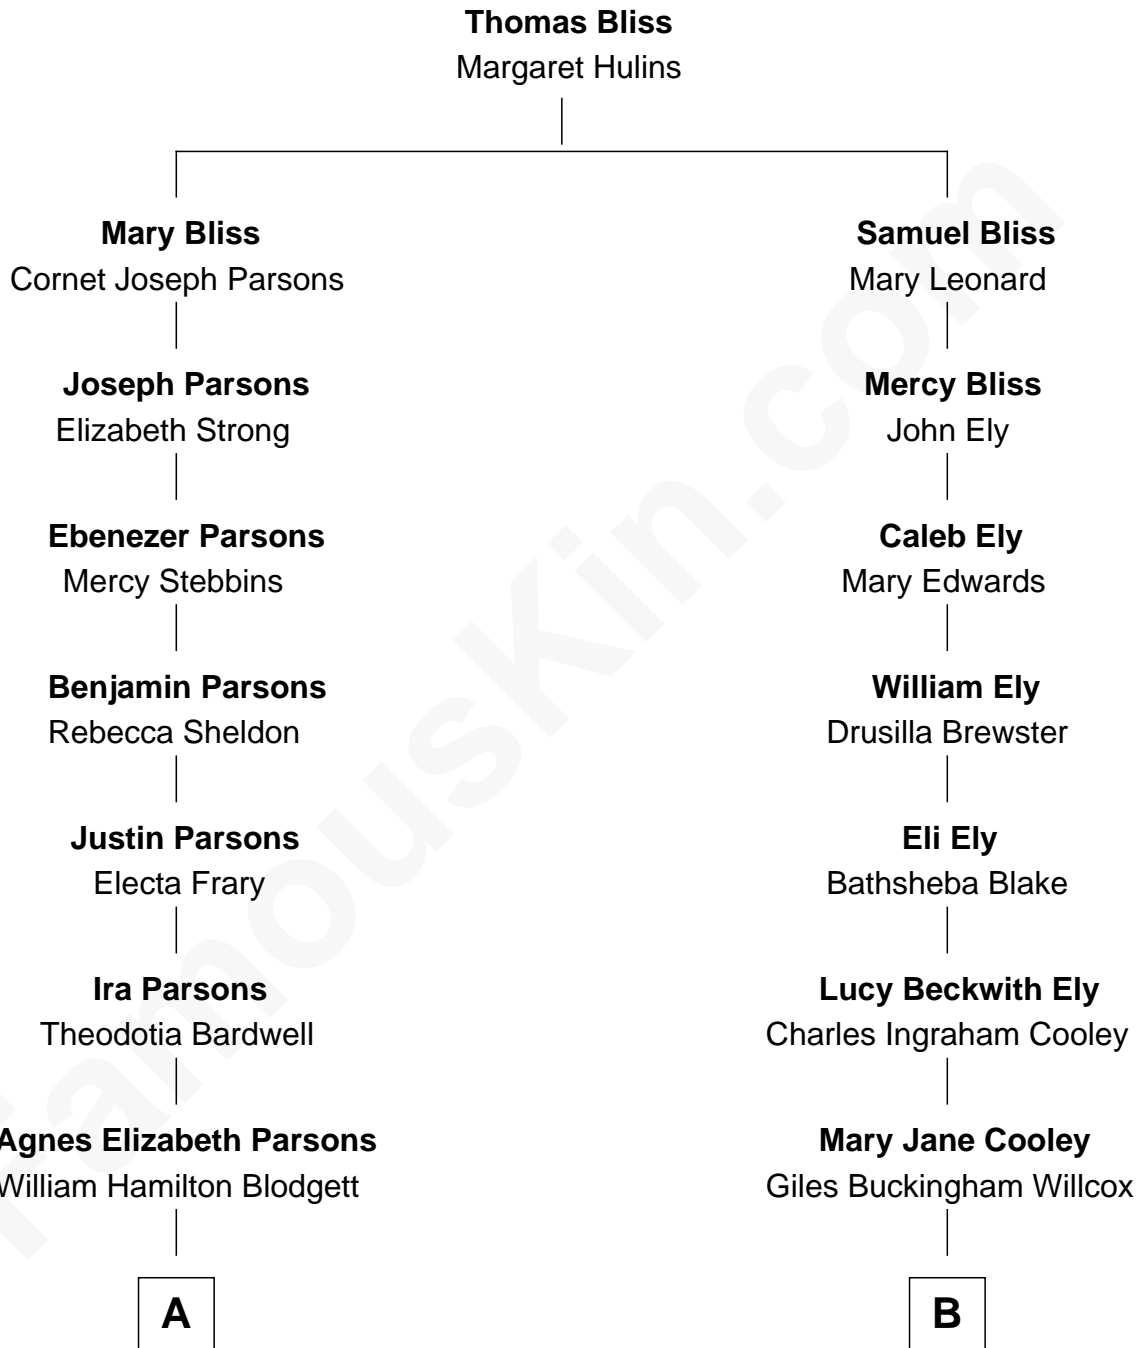 Thomas Bliss
Margaret Hulins
Mary Bliss
Cornet Joseph Parsons
Samuel Bliss
Mary Leonard
Joseph Parsons
Elizabeth Strong
Mercy Bliss
John Ely
Ebenezer Parsons
Mercy Stebbins
Caleb Ely
Mary Edwards
Benjamin Parsons
Rebecca Sheldon
William Ely
Drusilla Brewster
Justin Parsons
Electa Frary
Eli Ely
Bathsheba Blake
Ira Parsons
Theodotia Bardwell
Lucy Beckwith Ely
Charles Ingraham Cooley
Agnes Elizabeth Parsons
William Hamilton Blodgett
Mary Jane Cooley
Giles Buckingham Willcox
A
B
FamousKin.com